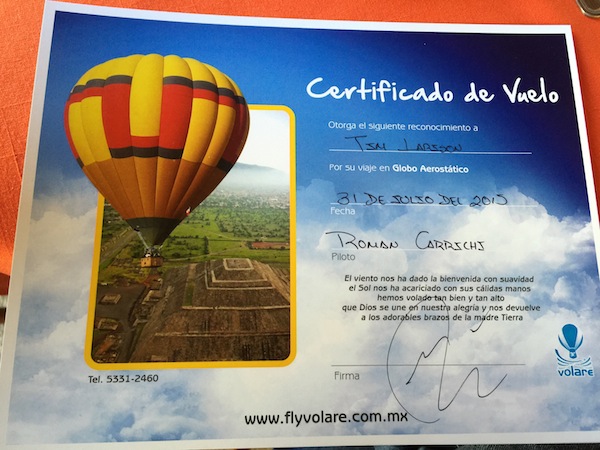 Certificado de Vuelo
Otorga el siguiente reconocimiento a
TIM LARISON
Por su viaje en Globo Aerostático
31 DE JULIO DEL 2015
Fecha
ROMAN
Piloto
El viento nos ha dado la bienvenida con suavidad
el Sol nos ha acariciado con sus cálidas manos
hemos volado tan bien y tan alto
que Dios se une en nuestra alegría y nos devuelve
a los adorables brazos de la madre Tierra
volare
Firma
Tel. 5331-2460
www.flyvolare.com.mx